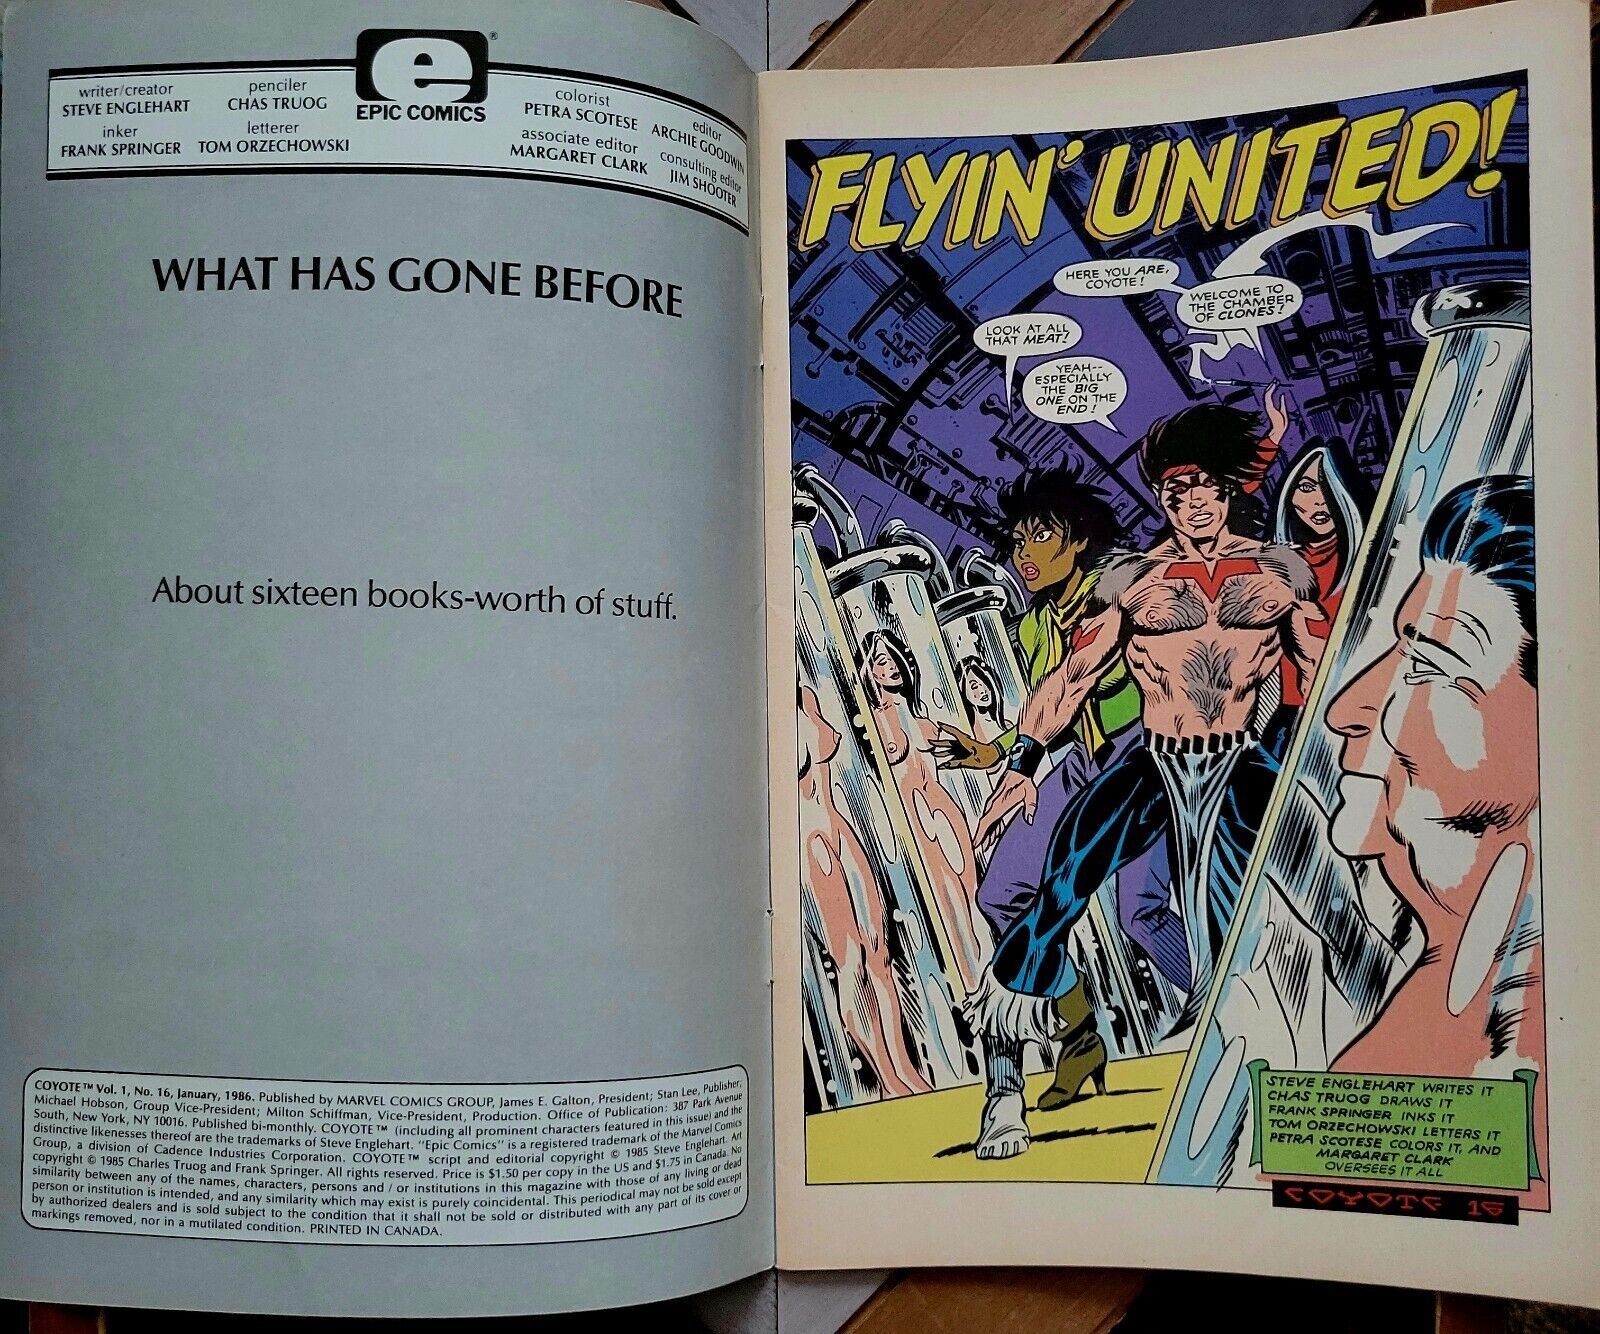 writer/creator
STEVE ENGLEHART
penciler
CHAS TRUOG
inker
FRANK SPRINGER
letterer
TOM ORZECHOWSKI
e®
EPIC COMICS
colorist
PETRA SCOTESE
editor
ARCHIE GOODWIN
associate editor
MARGARET CLARK
consulting editor
JIM SHOOTER
WHAT HAS GONE BEFORE
About sixteen books-worth of stuff.
COYOTE™ Vol. 1, No. 16, January, 1986. Published by MARVEL COMICS GROUP, James E. Galton, President; Stan Lee, Publisher;
Michael Hobson, Group Vice-President; Milton Schiffman, Vice-President, Production. Office of Publication: 387 Park Avenue
South, New York, NY 10016. Published bi-monthly. COYOTE™ (including all prominent characters featured in this issue) and the
distinctive likenesses thereof are the trademarks of Steve Englehart. "Epic Comics" is a registered trademark of the Marvel Comics
Group, a division of Cadence Industries Corporation. COYOTE™ script and editorial copyright © 1985 Steve Englehart. Art
copyright © 1985 Charles Truog and Frank Springer. All rights reserved. Price is $1.50 per copy in the US and $1.75 in Canada. No
similarity between any of the names, characters, persons and / or institutions in this magazine with those of any living or dead
person or institution is intended, and any similarity which may exist is purely coincidental. This periodical may not be sold except
by authorized dealers and is sold subject to the condition that it shall not be sold or distributed with any part of its cover or
markings removed, nor in a mutilated condition. PRINTED IN CANADA.
FLYIN' UNITED!
HERE YOU ARE,
COYOTE!
WELCOME TO
THE CHAMBER
OF CLONES!
LOOK AT ALL
THAT MEAT!
YEAH--
ESPECIALLY
THE BIG
ONE ON THE
END!
STEVE ENGLEHART WRITES IT
CHAS TRUOG DRAWS IT
FRANK SPRINGER INKS IT
TOM ORZECHOWSKI LETTERS IT
PETRA SCOTESE COLORS IT, AND
MARGARET CLARK
OVERSEES IT ALL
COYOTE 16